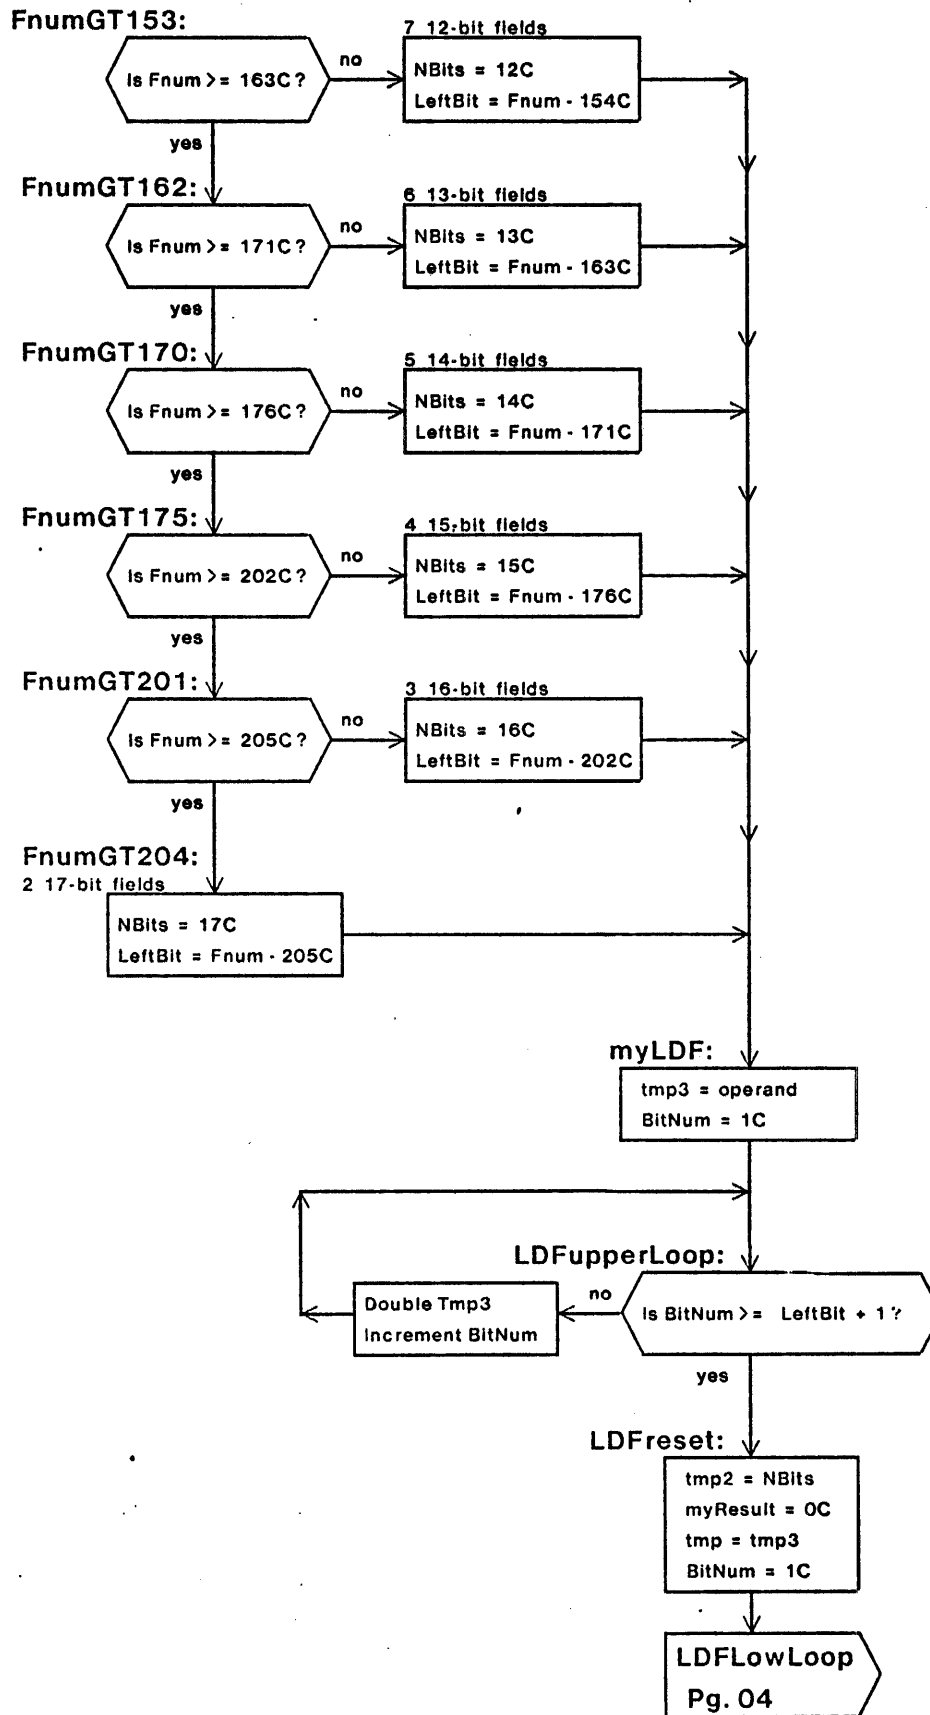 FnumGT153:
7 12-bit fields
Is Fnum >= 163C?
no
NBits = 12C
LeftBit = Fnum - 154C
yes
FnumGT162:
6 13-bit fields
Is Fnum >= 171C?
no
NBits = 13C
LeftBit = Fnum - 163C
yes
FnumGT170:
5 14-bit fields
Is Fnum >= 176C?
no
NBits = 14C
LeftBit = Fnum - 171C
yes
FnumGT175:
4 15-bit fields
Is Fnum >= 202C?
no
NBits = 15C
LeftBit = Fnum - 176C
yes
FnumGT201:
3 16-bit fields
Is Fnum >= 205C?
no
NBits = 16C
LeftBit = Fnum - 202C
yes
FnumGT204:
2 17-bit fields
NBits = 17C
LeftBit = Fnum - 205C
myLDF:
tmp3 = operand
BitNum = 1C
LDFupperLoop:
Double Tmp3
Increment BitNum
no
Is BitNum >= LeftBit + 1?
yes
LDFreset:
tmp2 = NBits
myResult = 0C
tmp = tmp3
BitNum = 1C
LDFLowLoop
Pg. 04